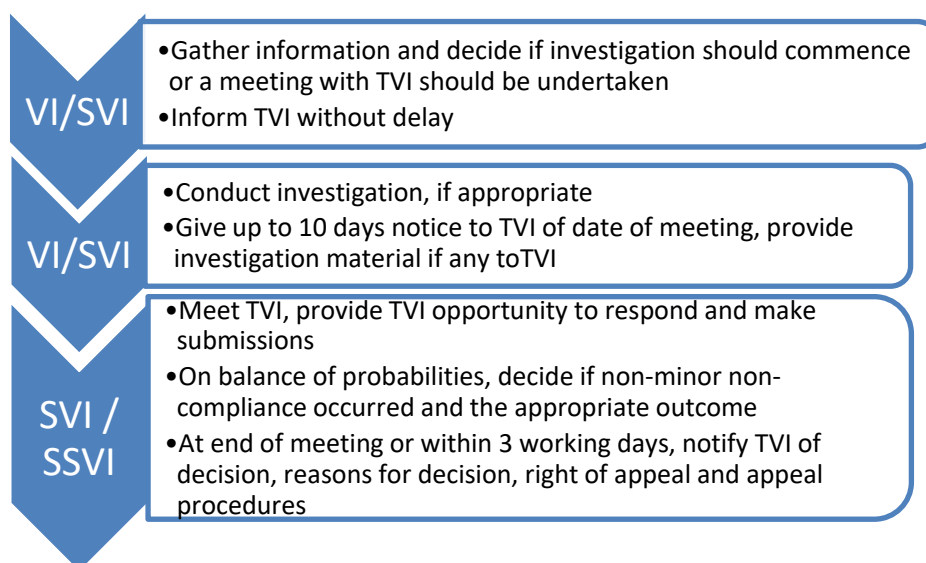 VI/SVI
•Gather information and decide if investigation should commence
or a meeting with TVI should be undertaken
•Inform TVI without delay
VI/SVI
•Conduct investigation, if appropriate
•Give up to 10 days notice to TVI of date of meeting, provide
investigation material if any toTVI
SVI /
SSVI
•Meet TVI, provide TVI opportunity to respond and make
submissions
•On balance of probabilities, decide if non-minor non-
compliance occurred and the appropriate outcome
•At end of meeting or within 3 working days, notify TVI of
decision, reasons for decision, right of appeal and appeal
procedures